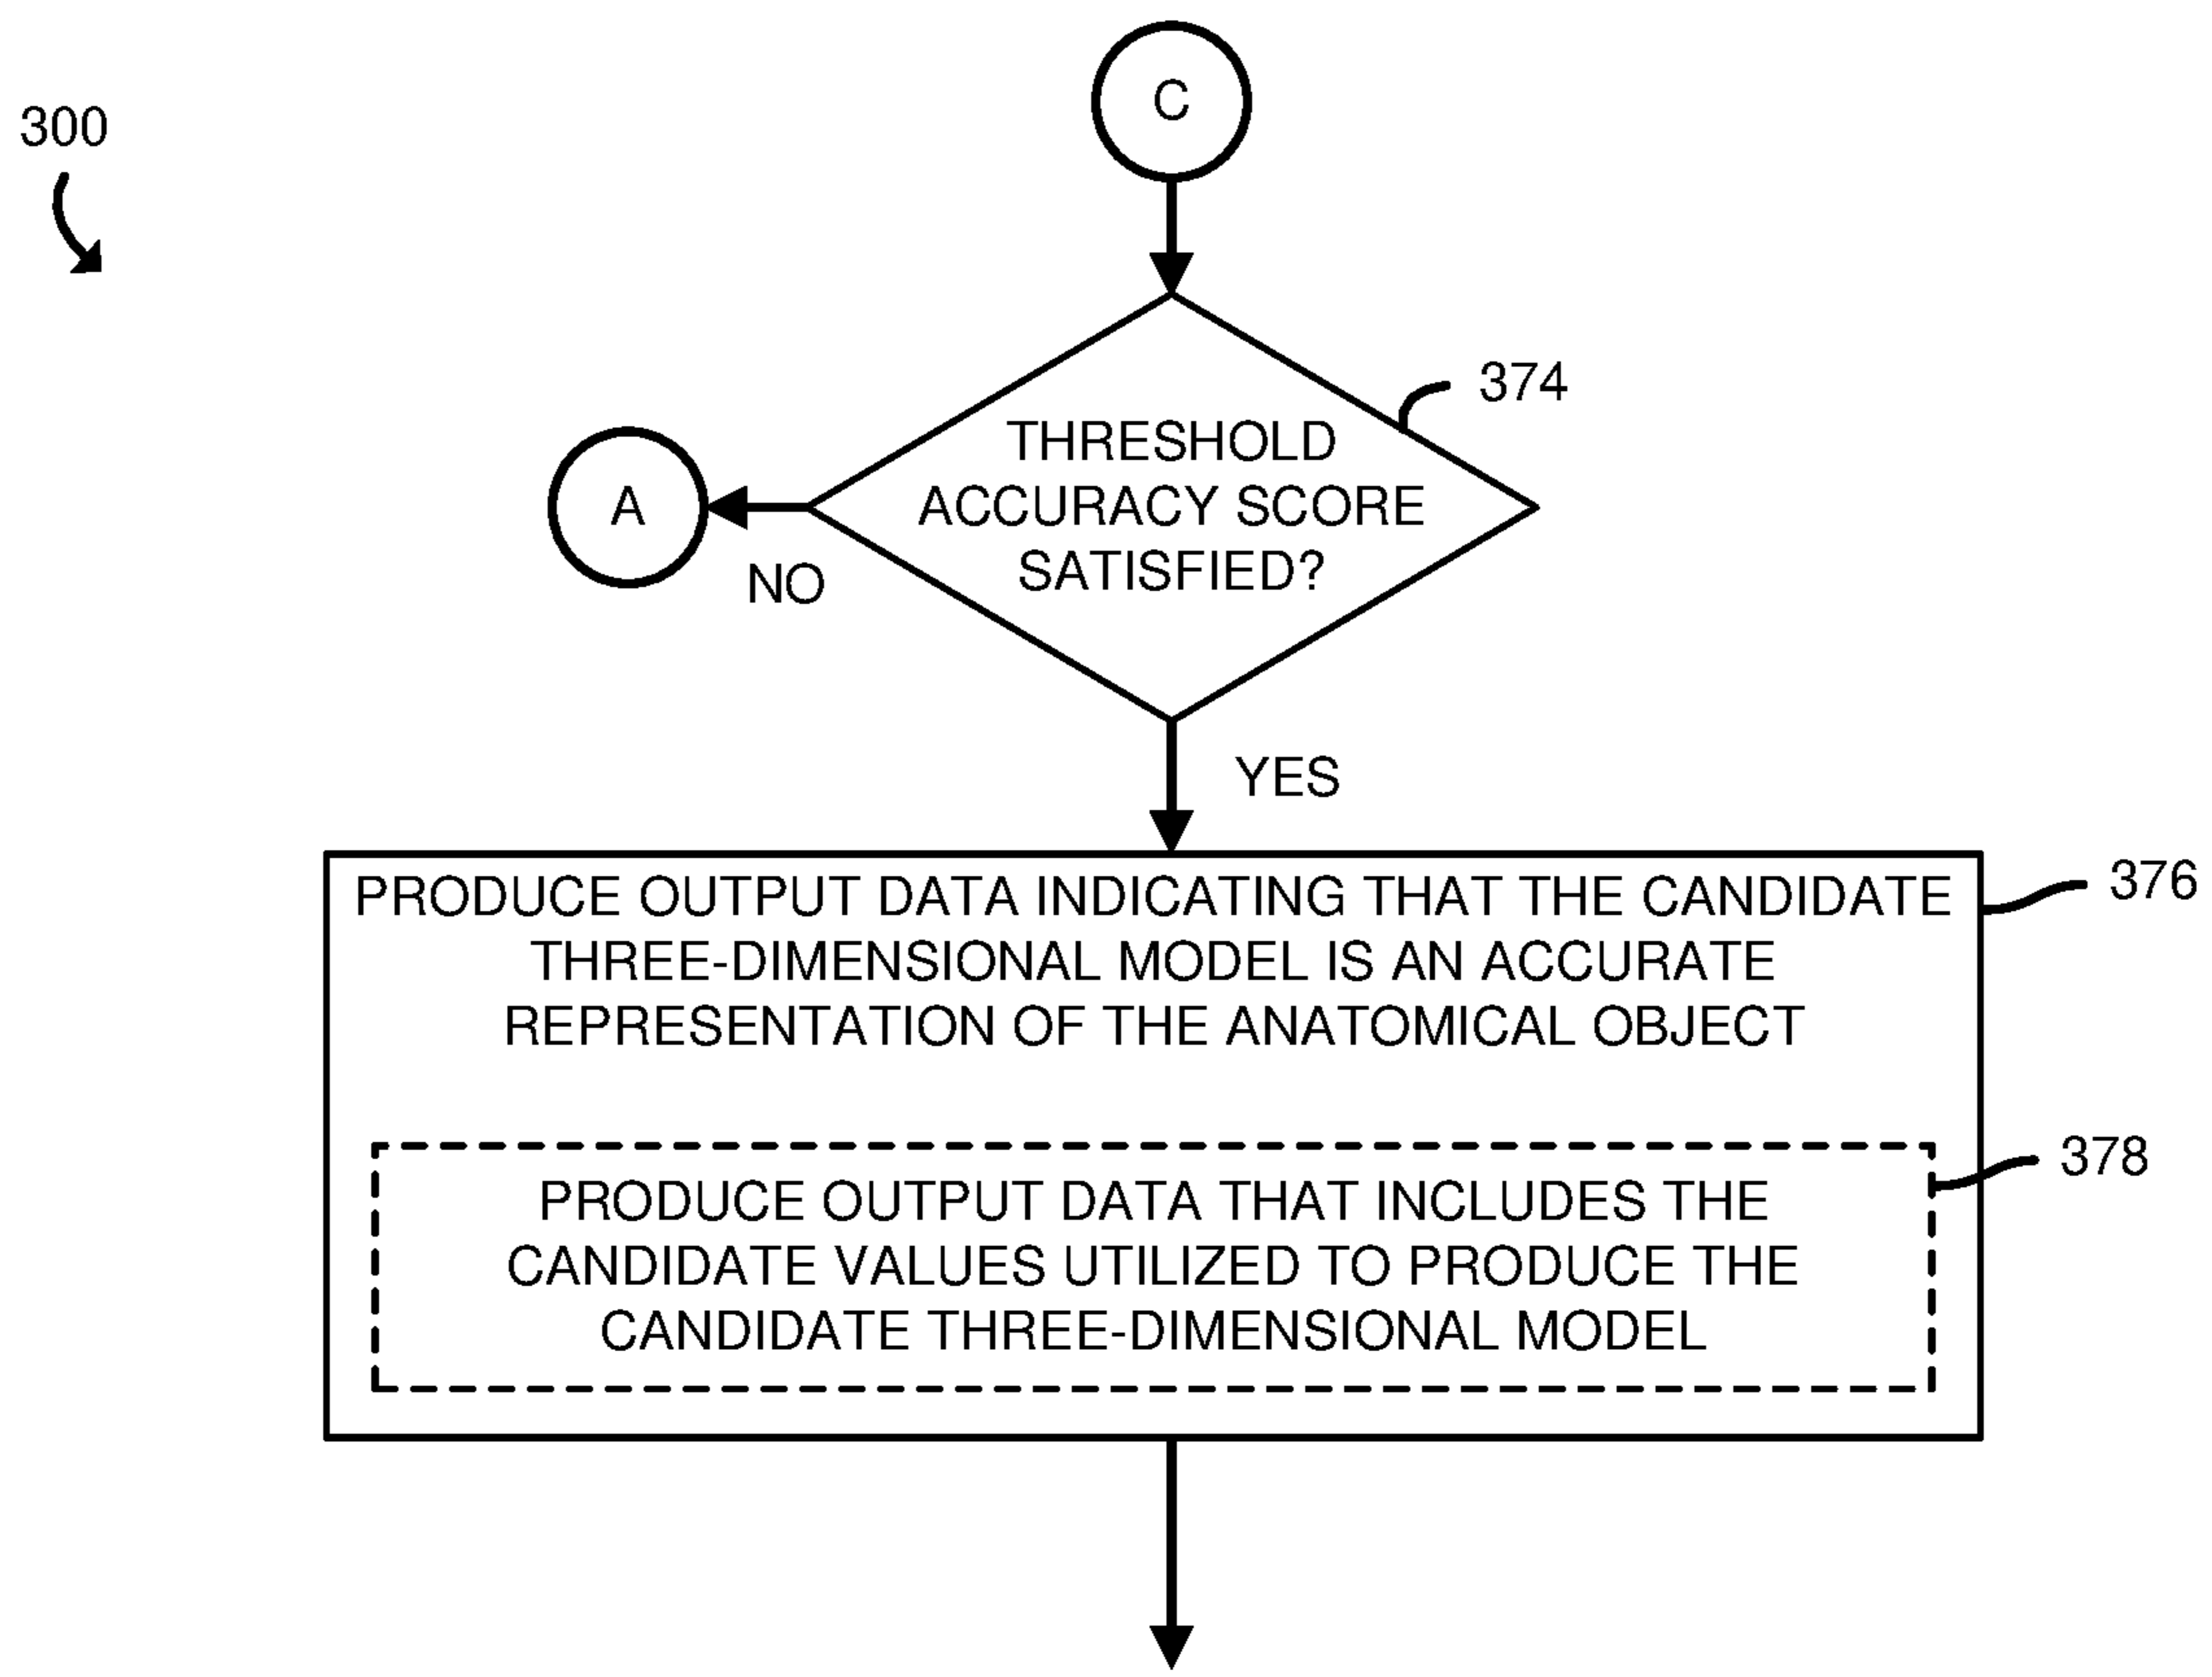 C
300
374
THRESHOLD
ACCURACY SCORE
SATISFIED?
A
NO
YES
376
PRODUCE OUTPUT DATA INDICATING THAT THE CANDIDATE
THREE-DIMENSIONAL MODEL IS AN ACCURATE
REPRESENTATION OF THE ANATOMICAL OBJECT
378
PRODUCE OUTPUT DATA THAT INCLUDES THE
CANDIDATE VALUES UTILIZED TO PRODUCE THE
CANDIDATE THREE-DIMENSIONAL MODEL